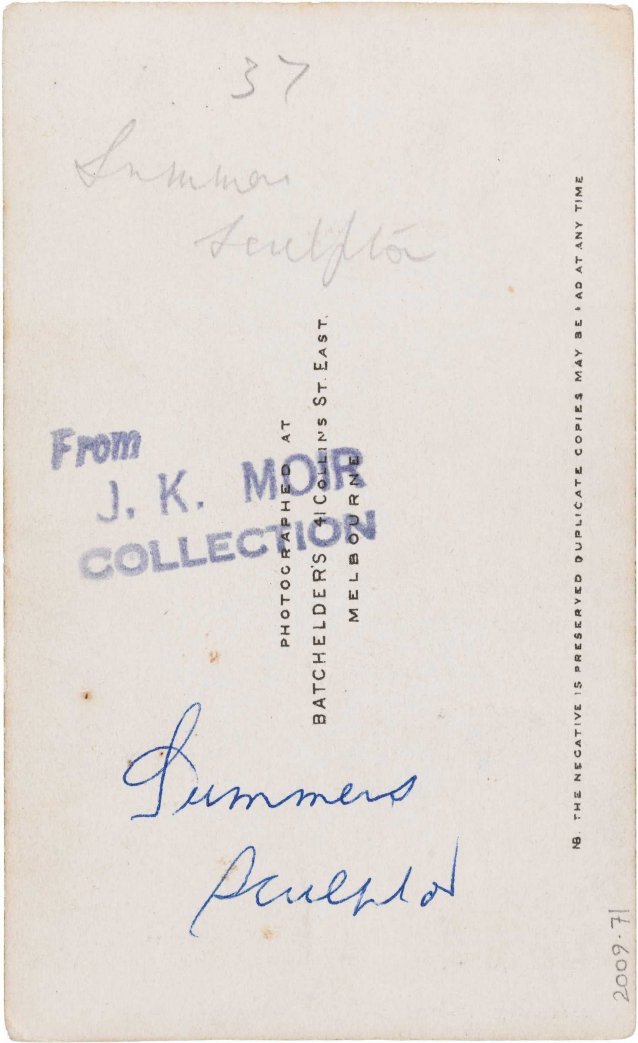 37
Summers
Sculptor
From
J. K. MOIR
COLLECTION
PHOTOGRAPHED AT
BATCHELDER'S 41 COLLINS ST. EAST.
MELBOURNE
Summers
Sculptor
NB. THE NEGATIVE IS PRESERVED DUPLICATE COPIES MAY BE HAD AT ANY TIME
2009.71